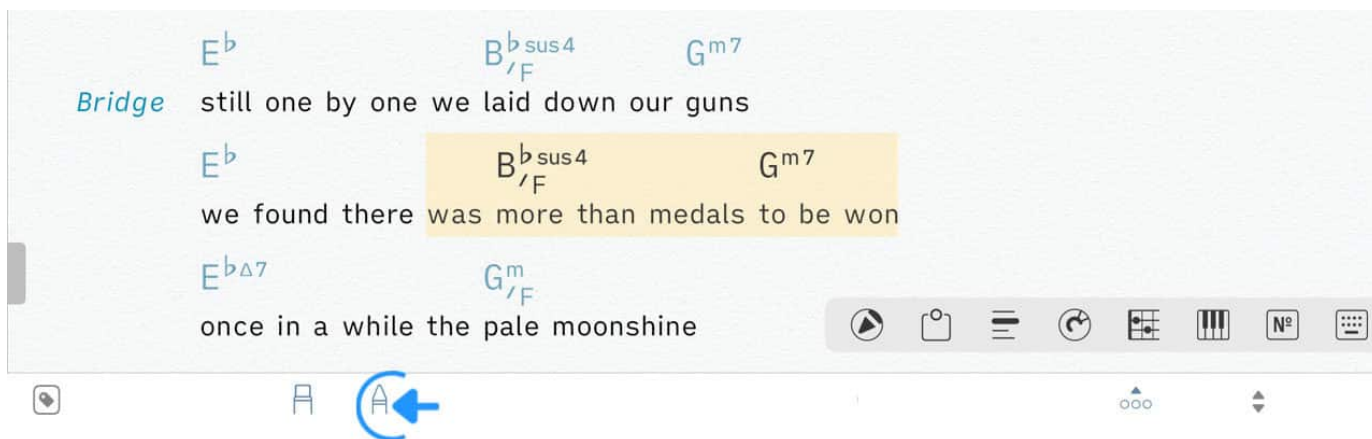 E♭ B♭sus4/F Gm7
Bridge still one by one we laid down our guns
E♭ B♭sus4/F Gm7
we found there was more than medals to be won
E♭Δ7 Gm/F
once in a while the pale moonshine
Nº